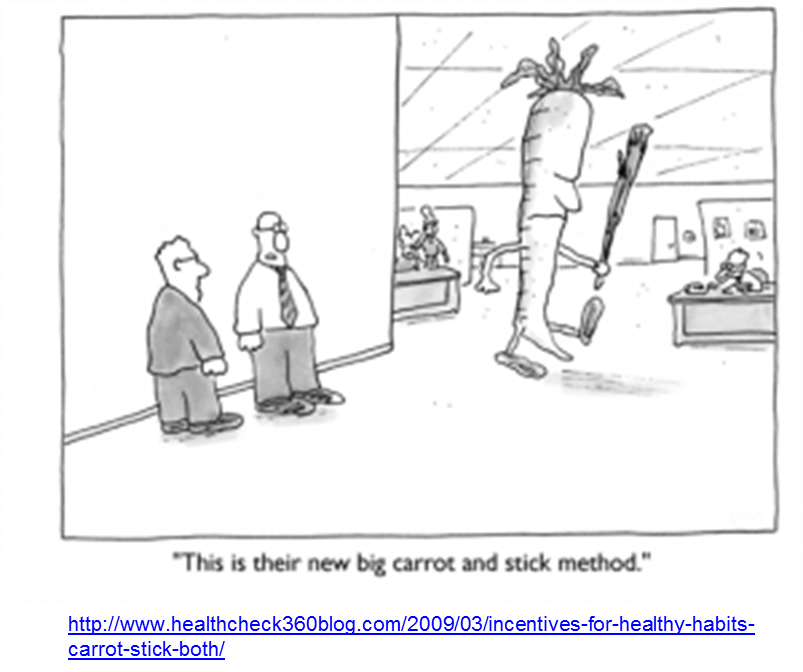 "This is their new big carrot and stick method."
http://www.healthcheck360blog.com/2009/03/incentives-for-healthy-habits-
carrot-stick-both/